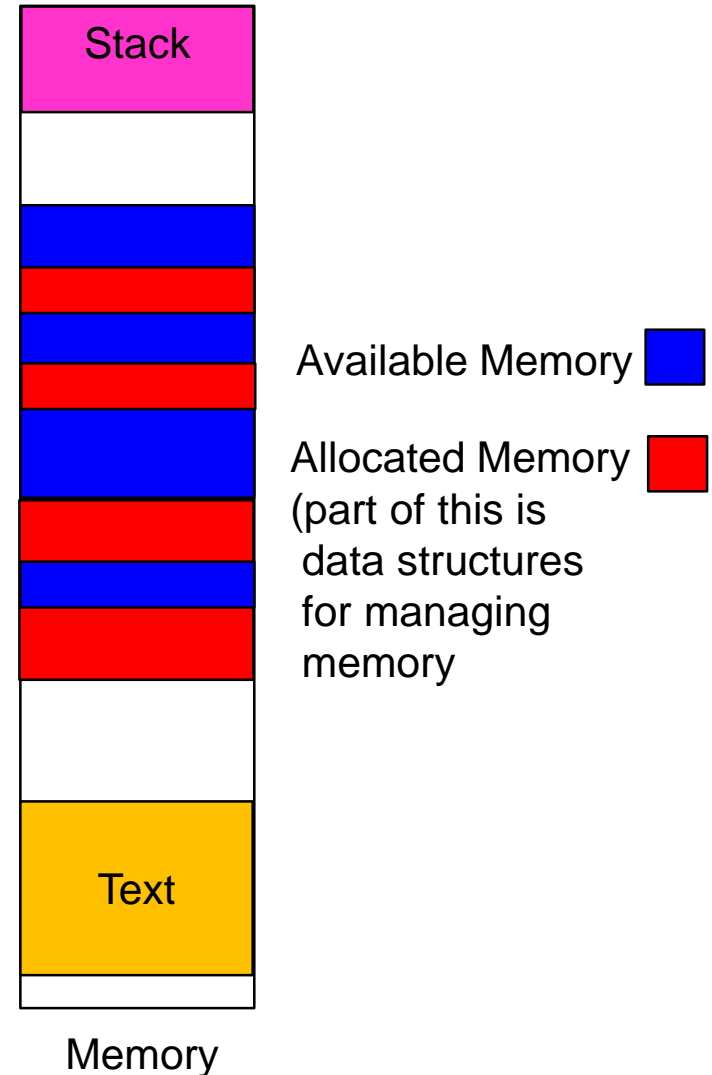 Stack
Available Memory
Allocated Memory
(part of this is
data structures
for managing
memory
Text
Memory